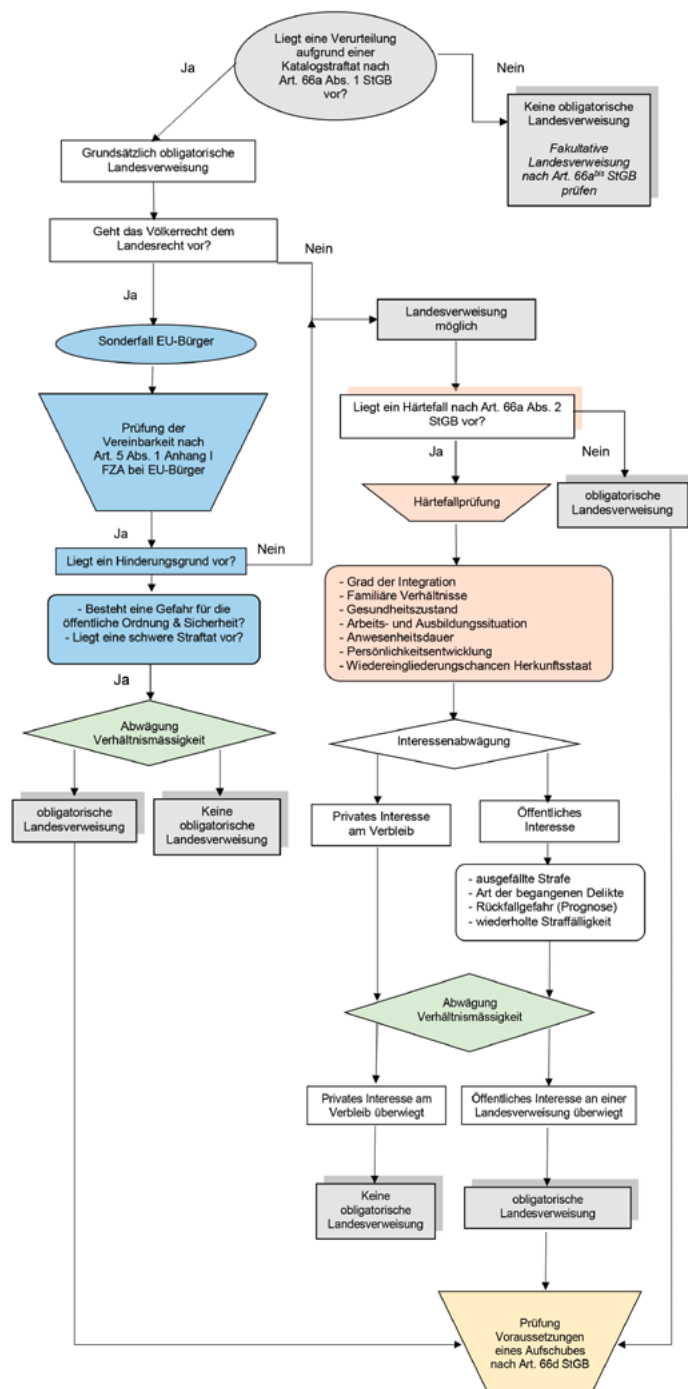 Liegt eine Verurteilung
aufgrund einer
Katalogstraftat nach
Art. 66a Abs. 1 StGB
vor?
Ja
Nein
Keine obligatorische
Landesverweisung
Fakultative
Landesverweisung
nach Art. 66a^bis StGB
prüfen
Grundsätzlich obligatorische
Landesverweisung
Geht das Völkerrecht dem
Landesrecht vor?
Nein
Ja
Landesverweisung
möglich
Sonderfall EU-Bürger
Liegt ein Härtefall nach Art. 66a Abs. 2
StGB vor?
Prüfung der
Vereinbarkeit nach
Art. 5 Abs. 1 Anhang I
FZA bei EU-Bürger
Ja
Nein
Härtefallprüfung
obligatorische
Landesverweisung
Ja
Liegt ein Hinderungsgrund vor?
Nein
- Grad der Integration
- Familiäre Verhältnisse
- Gesundheitszustand
- Arbeits- und Ausbildungssituation
- Anwesenheitsdauer
- Persönlichkeitsentwicklung
- Wiedereingliederungschancen Herkunftsstaat
- Besteht eine Gefahr für die
öffentliche Ordnung & Sicherheit?
- Liegt eine schwere Straftat vor?
Ja
Abwägung
Verhältnismässigkeit
Interessenabwägung
obligatorische
Landesverweisung
Keine
obligatorische
Landesverweisung
Privates Interesse
am Verbleib
Öffentliches
Interesse
- ausgefällte Strafe
- Art der begangenen Delikte
- Rückfallgefahr (Prognose)
- wiederholte Straffälligkeit
Abwägung
Verhältnismässigkeit
Privates Interesse am
Verbleib überwiegt
Öffentliches Interesse an einer
Landesverweisung überwiegt
Keine
obligatorische
Landesverweisung
obligatorische
Landesverweisung
Prüfung
Voraussetzungen
eines Aufschubes
nach Art. 66d StGB